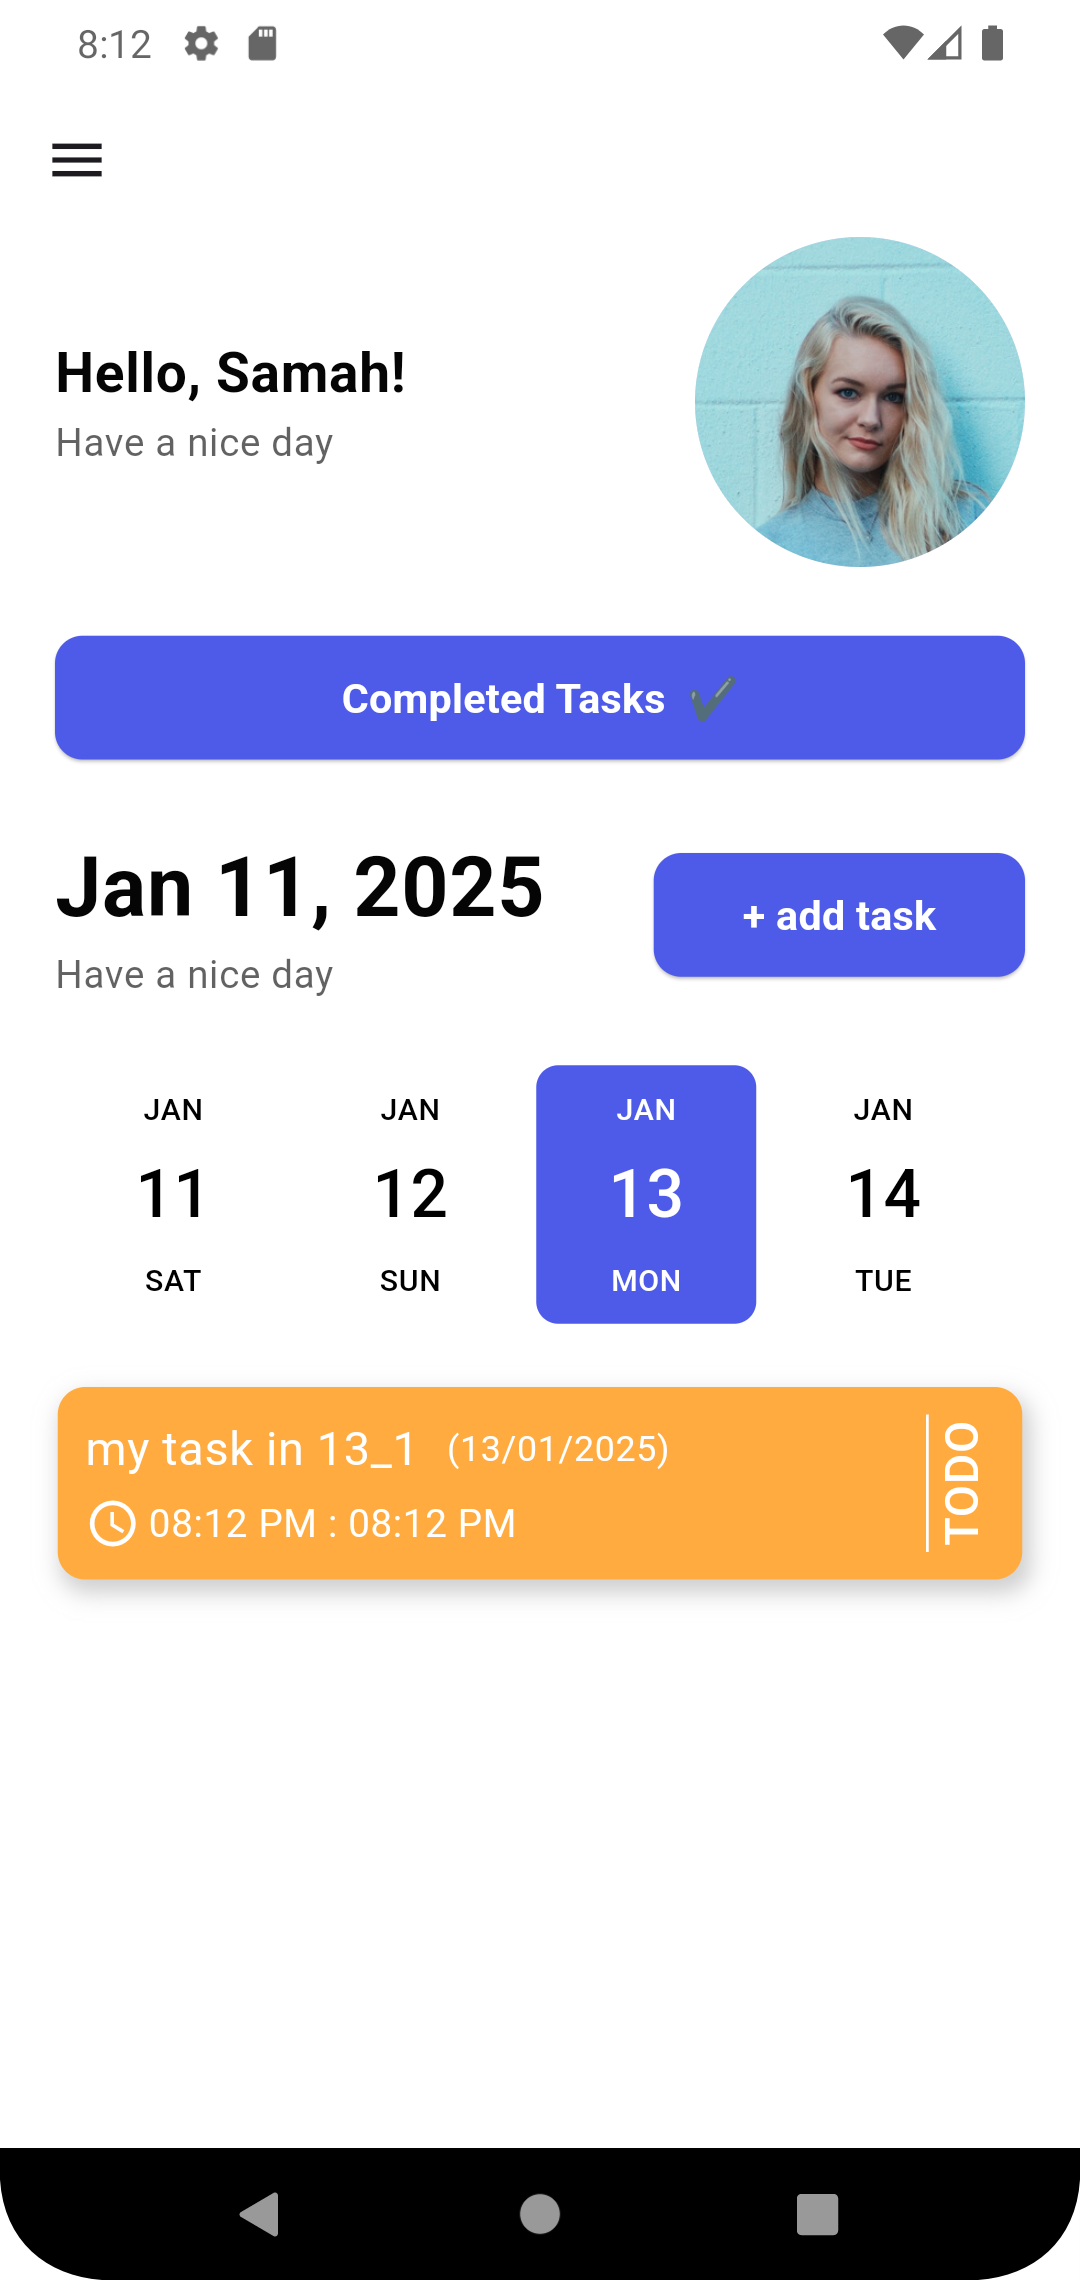 8:12
Hello, Samah!
Have a nice day
Completed Tasks ✔
Jan 11, 2025
+ add task
Have a nice day
JAN JAN JAN JAN
11 12 13 14
SAT SUN MON TUE
my task in 13_1 (13/01/2025)
08:12 PM : 08:12 PM
TODO